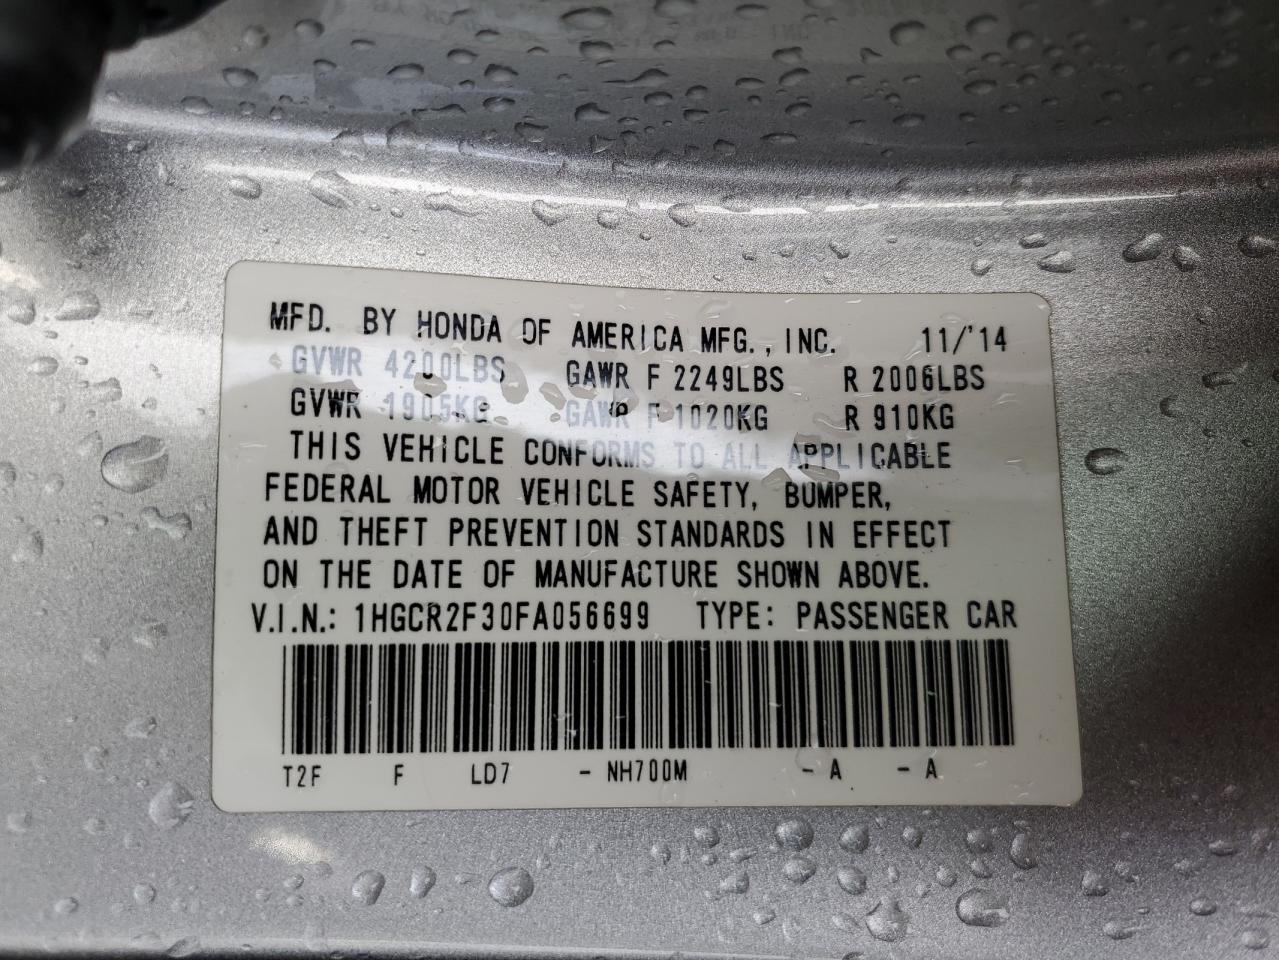 MFD. BY HONDA OF AMERICA MFG., INC. 11/'14
GVWR 4200LBS GAWR F 2249LBS R 2006LBS
GVWR 1905KG GAWR F 1020KG R 910KG
THIS VEHICLE CONFORMS TO ALL APPLICABLE
FEDERAL MOTOR VEHICLE SAFETY, BUMPER,
AND THEFT PREVENTION STANDARDS IN EFFECT
ON THE DATE OF MANUFACTURE SHOWN ABOVE.
V.I.N.: 1HGCR2F30FA056699 TYPE: PASSENGER CAR
T2F F LD7 - NH700M - A - A